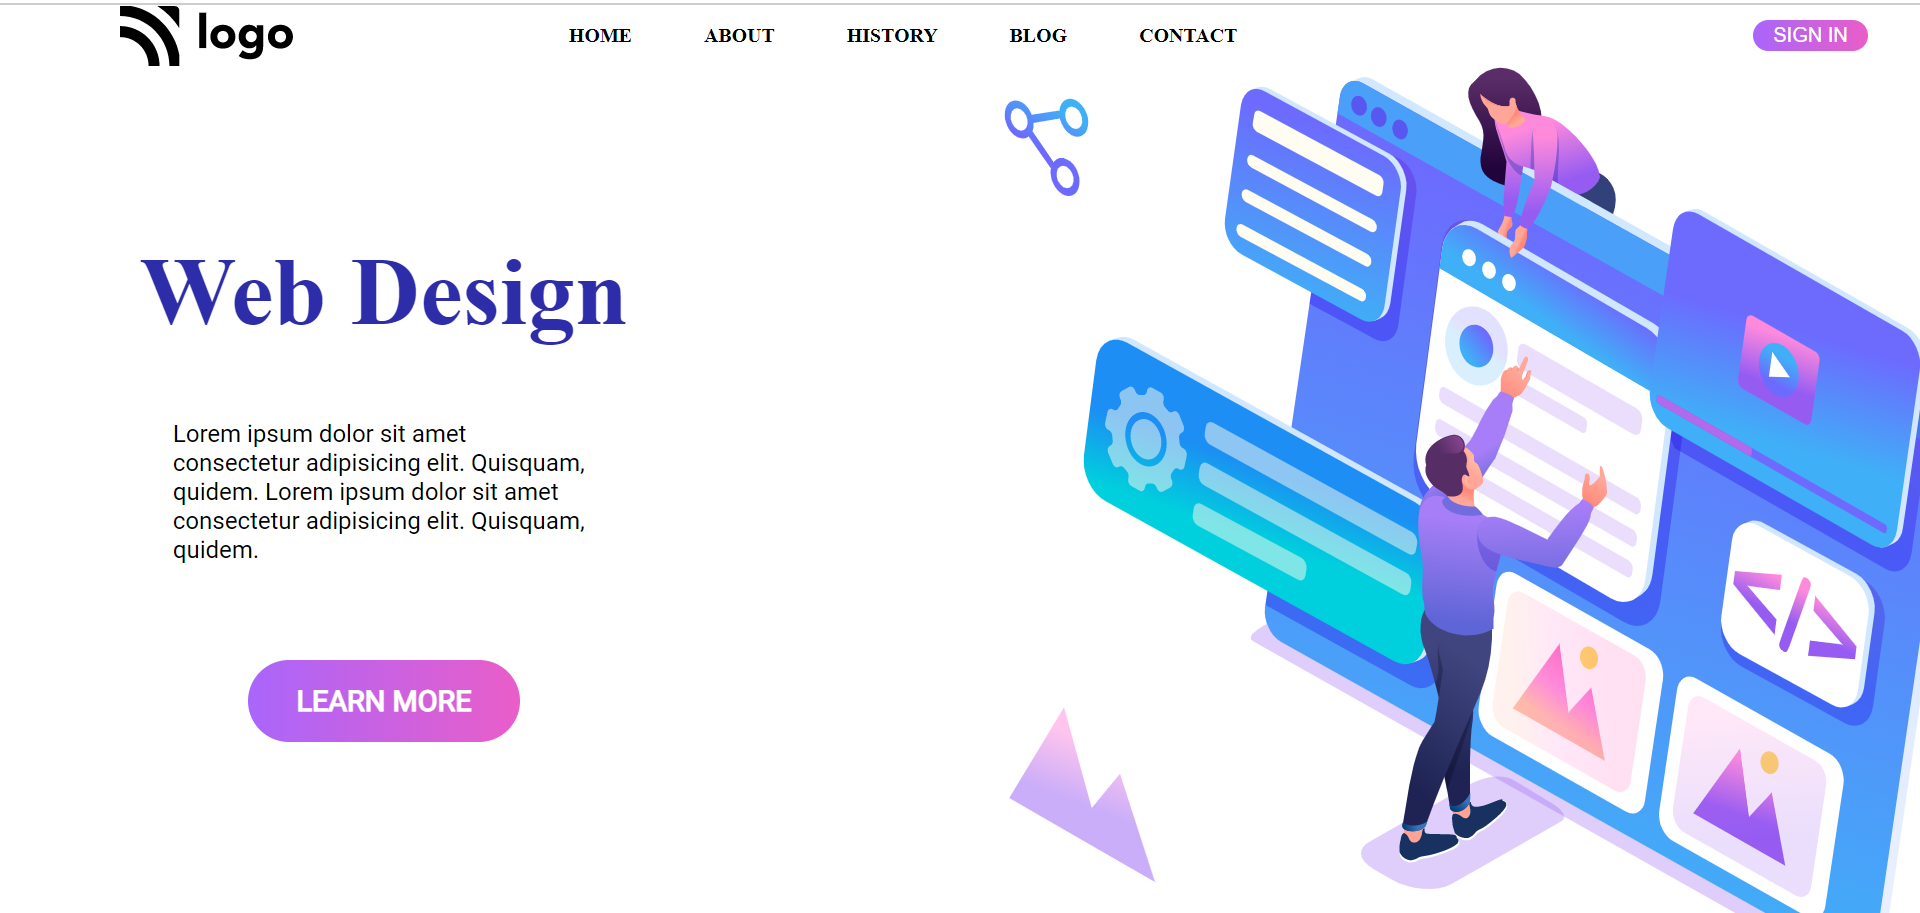 logo
HOME ABOUT HISTORY BLOG CONTACT
SIGN IN
Web Design
Lorem ipsum dolor sit amet
consectetur adipisicing elit. Quisquam,
quidem. Lorem ipsum dolor sit amet
consectetur adipisicing elit. Quisquam,
quidem.
LEARN MORE